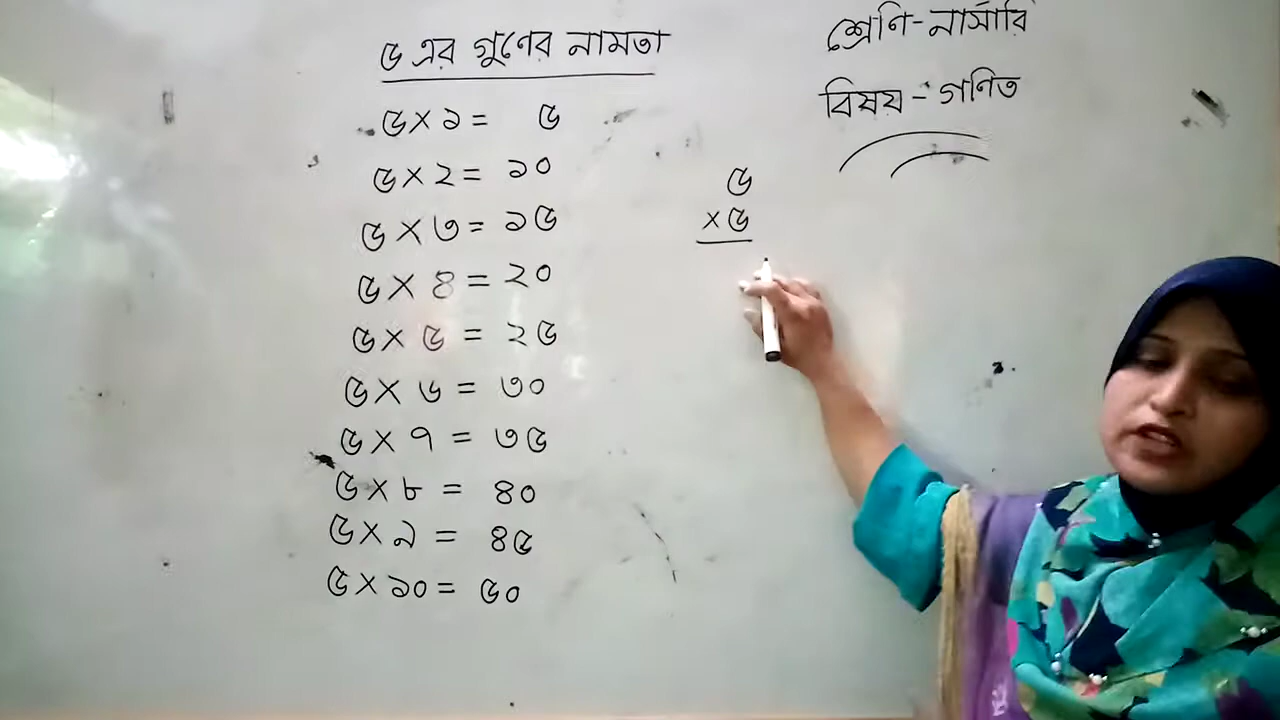 ৫ এর গুণের নামতা
৫ × ১ = ৫
৫ × ২ = ১০
৫ × ৩ = ১৫
৫ × ৪ = ২০
৫ × ৫ = ২৫
৫ × ৬ = ৩০
৫ × ৭ = ৩৫
৫ × ৮ = ৪০
৫ × ৯ = ৪৫
৫ × ১০ = ৫০
শ্রেণি - নার্সারি
বিষয় - গণিত
৫
× ৫